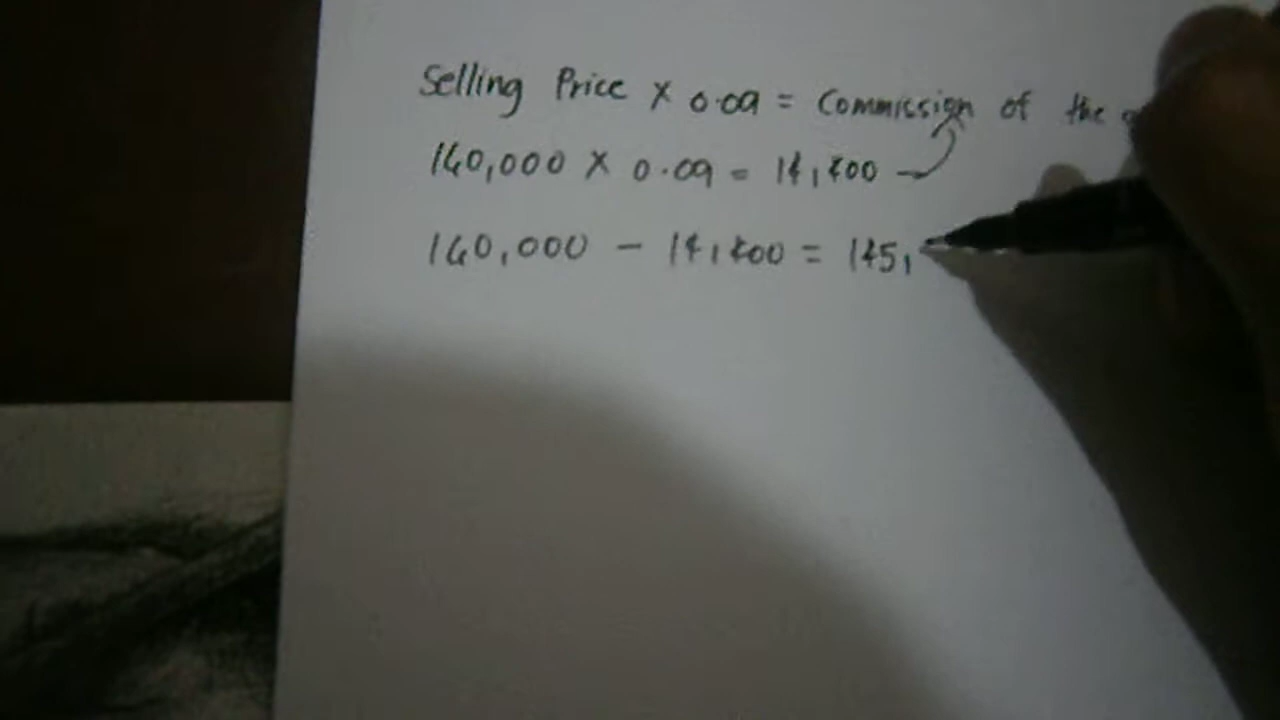 Selling Price × 0.09 = Commission of the
160,000 × 0.09 = 14,400
160,000 − 14,400 = 145,